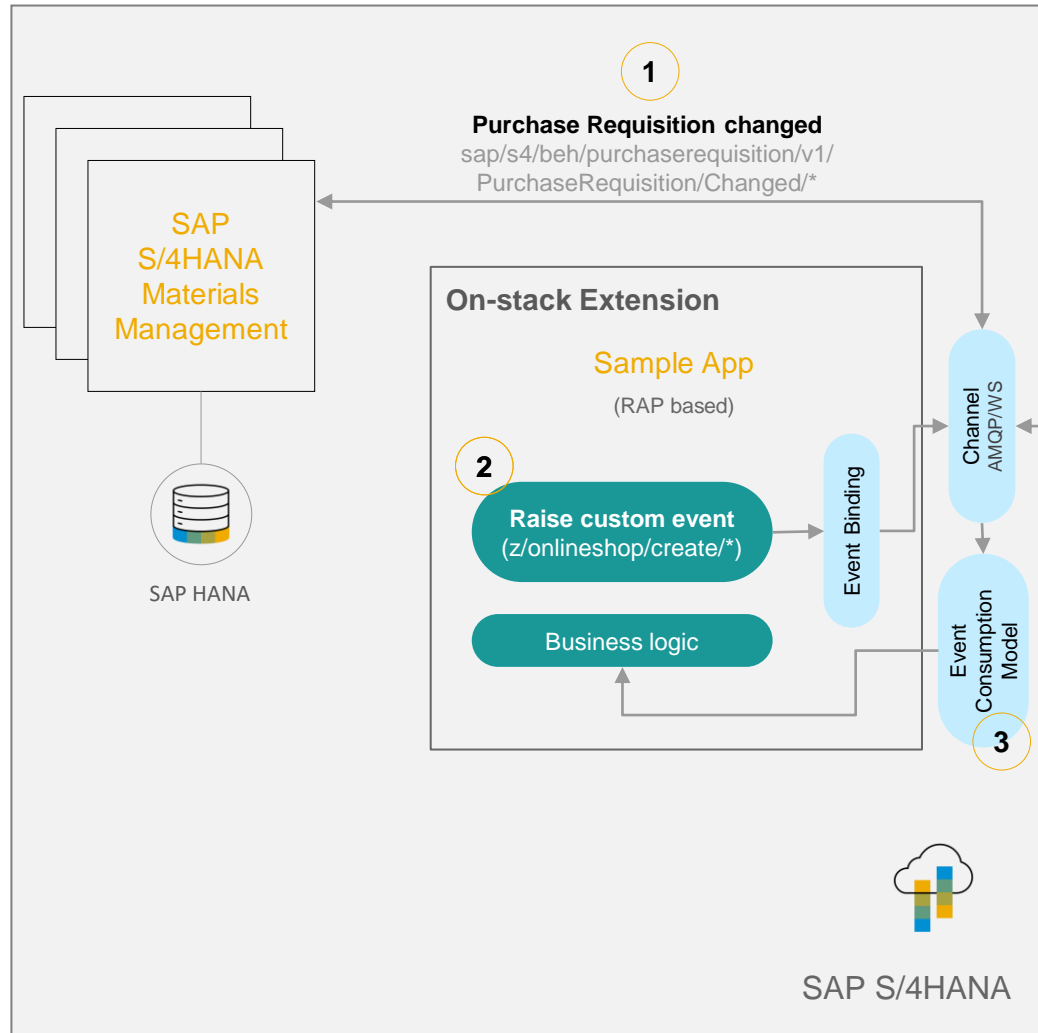 1
Purchase Requisition changed
sap/s4/beh/purchaserequisition/v1/
PurchaseRequisition/Changed/*
SAP
S/4HANA
Materials
Management
SAP HANA
On-stack Extension
Sample App
(RAP based)
2
Raise custom event
(z/onlineshop/create/*)
Business logic
Event Binding
Channel
AMQP/WS
Event
Consumption
Model
3
SAP S/4HANA